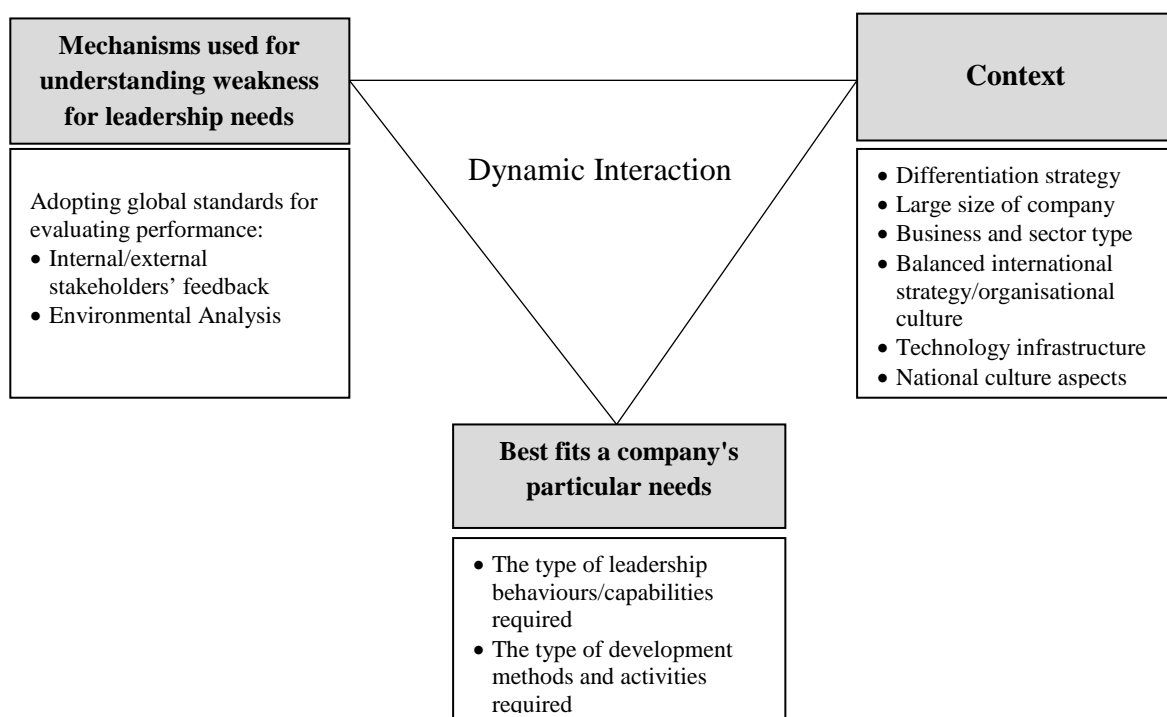 Mechanisms used for
understanding weakness
for leadership needs
Adopting global standards for
evaluating performance:
• Internal/external
stakeholders’ feedback
• Environmental Analysis
Dynamic Interaction
Context
• Differentiation strategy
• Large size of company
• Business and sector type
• Balanced international
strategy/organisational
culture
• Technology infrastructure
• National culture aspects
Best fits a company's
particular needs
• The type of leadership
behaviours/capabilities
required
• The type of development
methods and activities
required